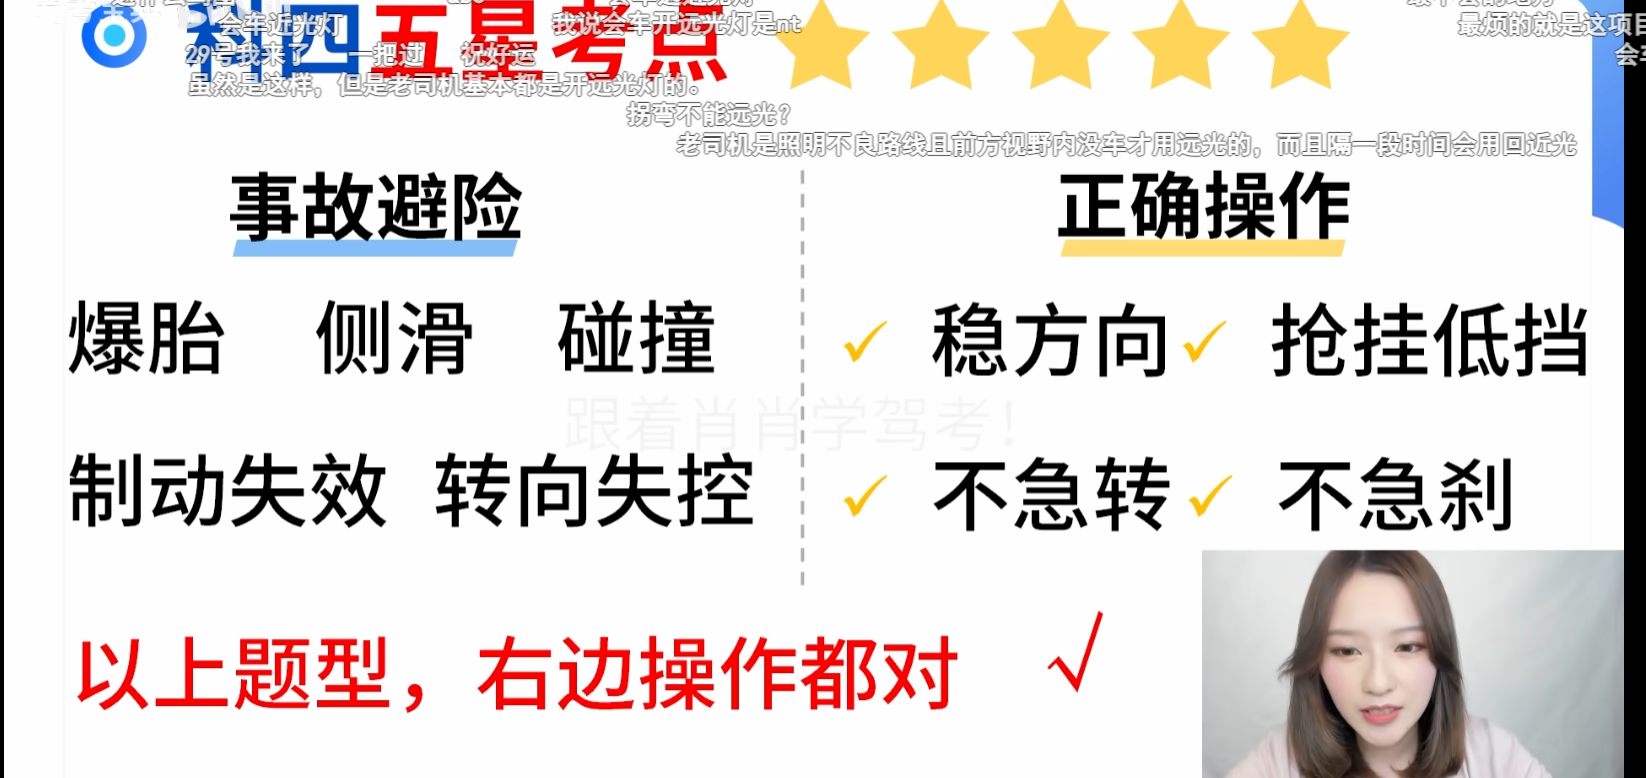 会车近光灯
我说会车开远光灯是nt
最烦的就是这项目
科四五星考点
29号我来了
一把过
祝好运
虽然是这样，但是老司机基本都是开远光灯的。
拐弯不能远光？
老司机是照明不良路线且前方视野内没车才用远光的，而且隔一段时间会用回近光
事故避险
正确操作
爆胎 侧滑 碰撞
✓ 稳方向 ✓ 抢挂低挡
跟着肖肖学驾考！
制动失效 转向失控
✓ 不急转 ✓ 不急刹
以上题型，右边操作都对 √